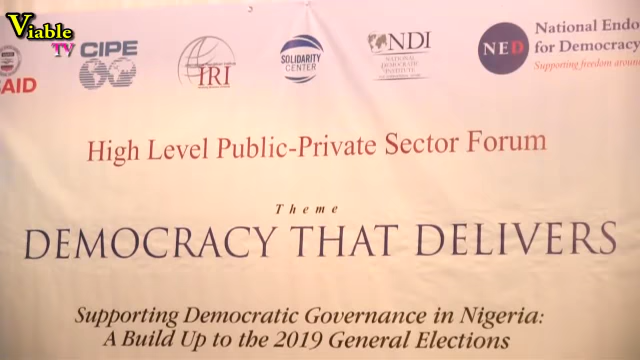 Viable
TV
AID
CIPE
IRI
SOLIDARITY
CENTER
NDI
NATIONAL
DEMOCRATIC
INSTITUTE
NED
National Endo
for Democracy
Supporting freedom around
High Level Public-Private Sector Forum
Theme
DEMOCRACY THAT DELIVERS
Supporting Democratic Governance in Nigeria:
A Build Up to the 2019 General Elections